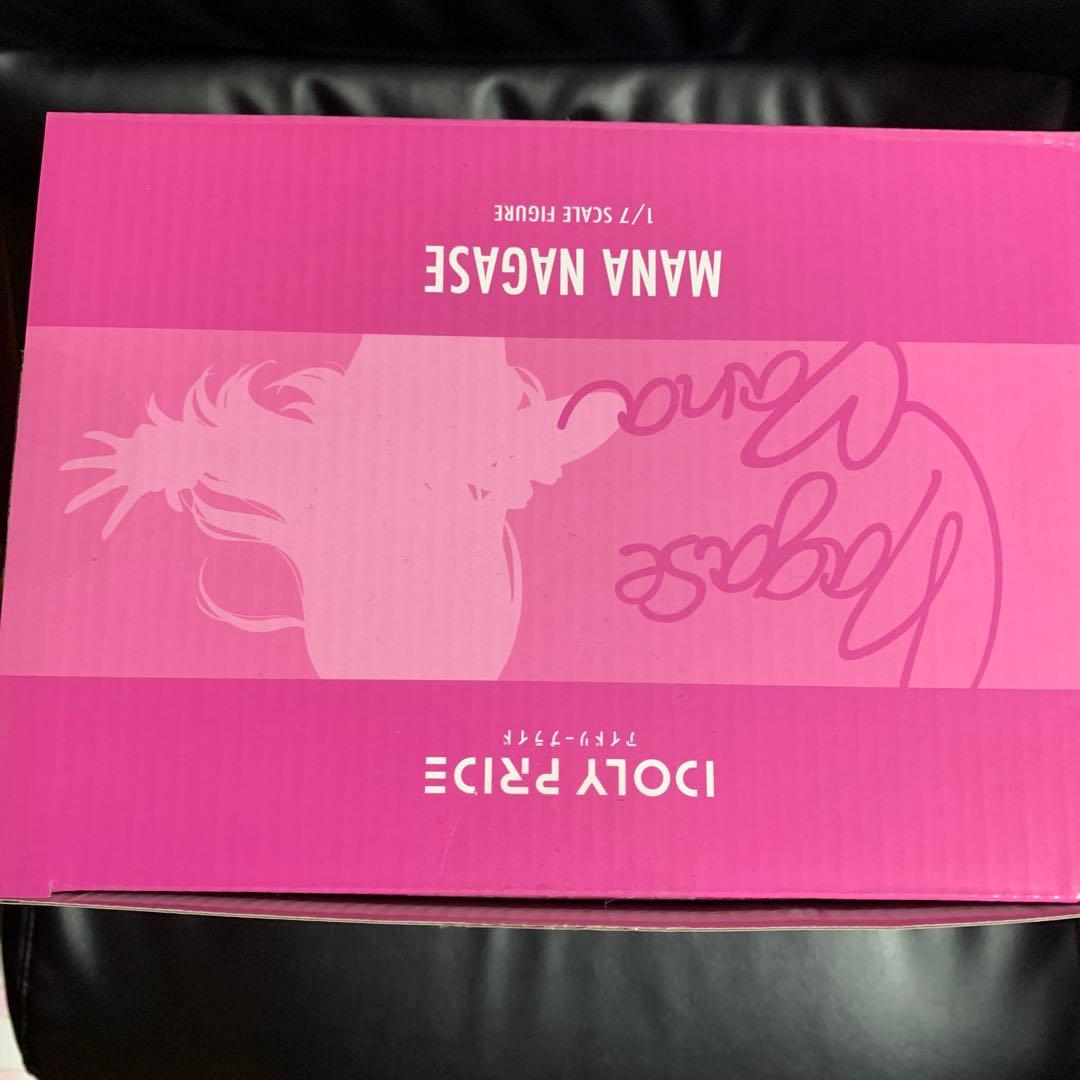 IDOLY PRIDE
アイドリープライド
Nagase
Mana
MANA NAGASE
1/7 SCALE FIGURE